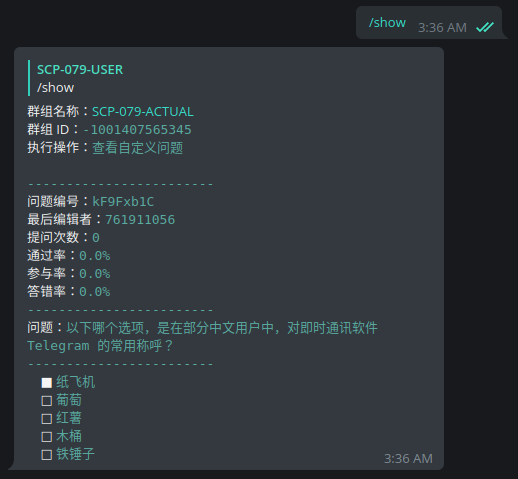 /show 3:36 AM
SCP-079-USER
/show
群组名称：SCP-079-ACTUAL
群组 ID：-1001407565345
执行操作：查看自定义问题
------------------------
问题编号：kF9Fxb1C
最后编辑者：761911056
提问次数：0
通过率：0.0%
参与率：0.0%
答错率：0.0%
------------------------
问题：以下哪个选项，是在部分中文用户中，对即时通讯软件
Telegram 的常用称呼？
------------------------
■ 纸飞机
□ 葡萄
□ 红薯
□ 木桶
□ 铁锤子
3:36 AM